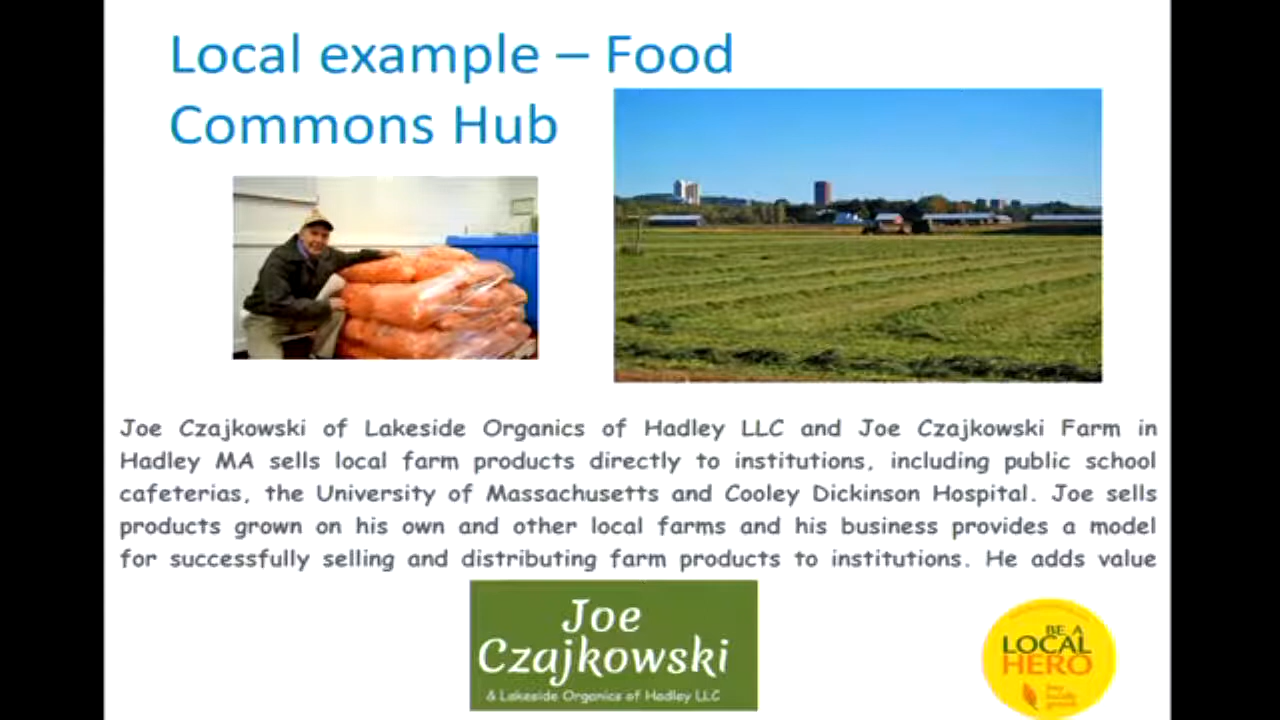 Local example – Food
Commons Hub
Joe Czajkowski of Lakeside Organics of Hadley LLC and Joe Czajkowski Farm in
Hadley MA sells local farm products directly to institutions, including public school
cafeterias, the University of Massachusetts and Cooley Dickinson Hospital. Joe sells
products grown on his own and other local farms and his business provides a model
for successfully selling and distributing farm products to institutions. He adds value
Joe
Czajkowski
& Lakeside Organics of Hadley LLC
BE A
LOCAL
HERO